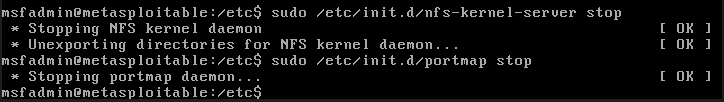 msfadmin@metasploitable:/etc$ sudo /etc/init.d/nfs-kernel-server stop
 * Stopping NFS kernel daemon [ OK ]
 * Unexporting directories for NFS kernel daemon... [ OK ]
msfadmin@metasploitable:/etc$ sudo /etc/init.d/portmap stop
 * Stopping portmap daemon... [ OK ]
msfadmin@metasploitable:/etc$